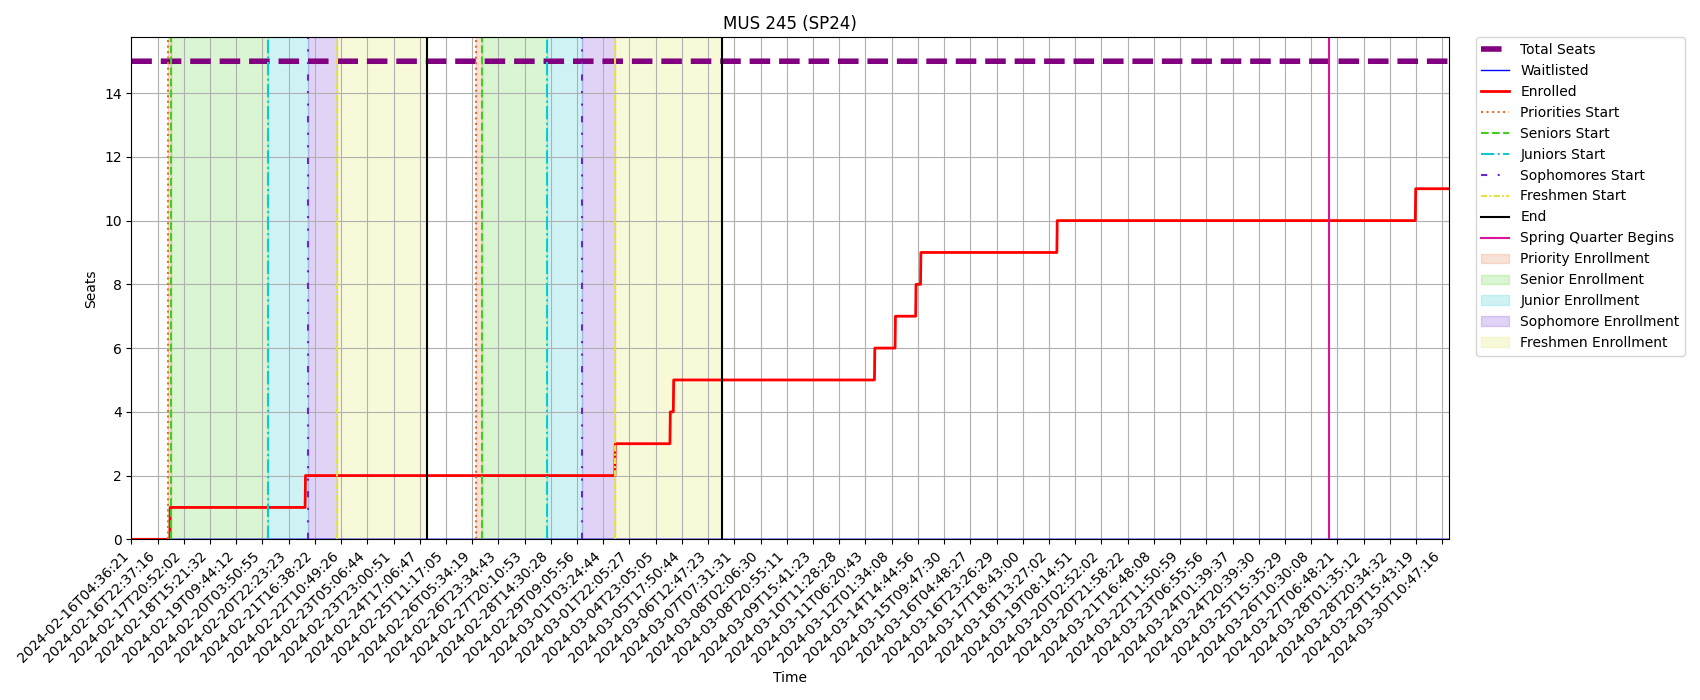 MUS 245 (SP24)
Seats
14
12
10
8
6
4
2
0
2024-02-16T04:36:21
2024-02-16T22:37:16
2024-02-17T20:52:02
2024-02-18T15:21:32
2024-02-19T09:44:12
2024-02-20T03:50:55
2024-02-20T22:23:23
2024-02-21T16:38:22
2024-02-22T10:49:26
2024-02-23T05:06:44
2024-02-23T23:00:51
2024-02-24T17:06:47
2024-02-25T11:17:05
2024-02-26T05:34:19
2024-02-26T23:34:43
2024-02-27T20:10:53
2024-02-28T14:30:28
2024-02-29T09:05:56
2024-03-01T03:24:44
2024-03-01T22:05:27
2024-03-04T23:05:05
2024-03-05T17:50:44
2024-03-06T12:47:23
2024-03-07T07:31:31
2024-03-08T02:06:30
2024-03-08T20:55:11
2024-03-09T15:41:23
2024-03-10T11:28:28
2024-03-11T06:20:43
2024-03-12T01:34:08
2024-03-14T14:44:56
2024-03-15T09:47:30
2024-03-16T04:48:27
2024-03-16T23:26:29
2024-03-17T18:43:00
2024-03-18T13:27:02
2024-03-19T08:14:51
2024-03-20T02:52:02
2024-03-20T21:58:22
2024-03-21T16:48:08
2024-03-22T11:50:59
2024-03-23T06:55:56
2024-03-24T01:39:37
2024-03-24T20:39:30
2024-03-25T15:35:29
2024-03-26T10:30:08
2024-03-27T06:48:21
2024-03-28T01:35:12
2024-03-28T20:34:32
2024-03-29T15:43:19
2024-03-30T10:47:16
Time
Total Seats
Waitlisted
Enrolled
Priorities Start
Seniors Start
Juniors Start
Sophomores Start
Freshmen Start
End
Spring Quarter Begins
Priority Enrollment
Senior Enrollment
Junior Enrollment
Sophomore Enrollment
Freshmen Enrollment